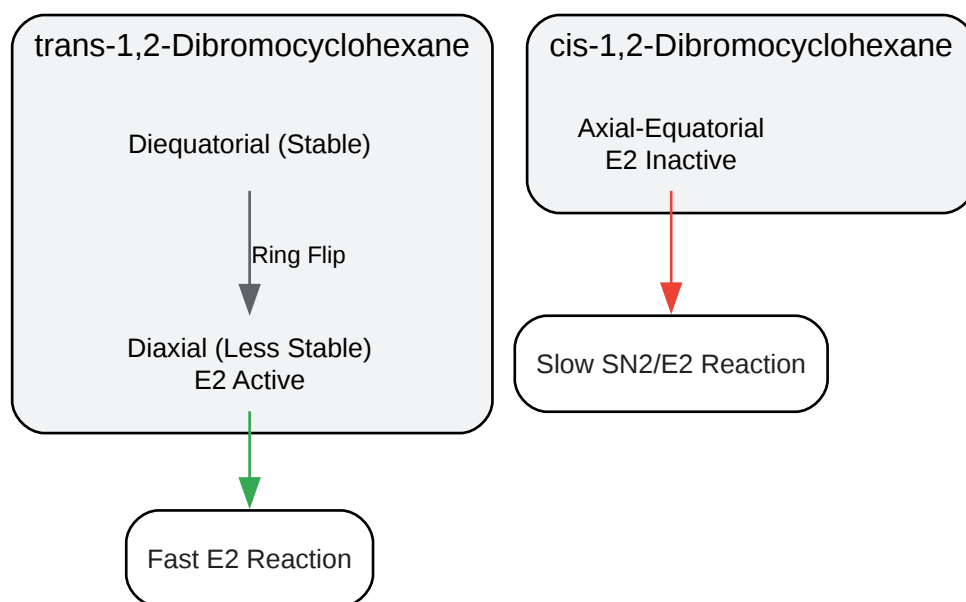 trans-1,2-Dibromocyclohexane
Diequatorial (Stable)
Ring Flip
Diaxial (Less Stable)
E2 Active
Fast E2 Reaction
cis-1,2-Dibromocyclohexane
Axial-Equatorial
E2 Inactive
Slow SN2/E2 Reaction